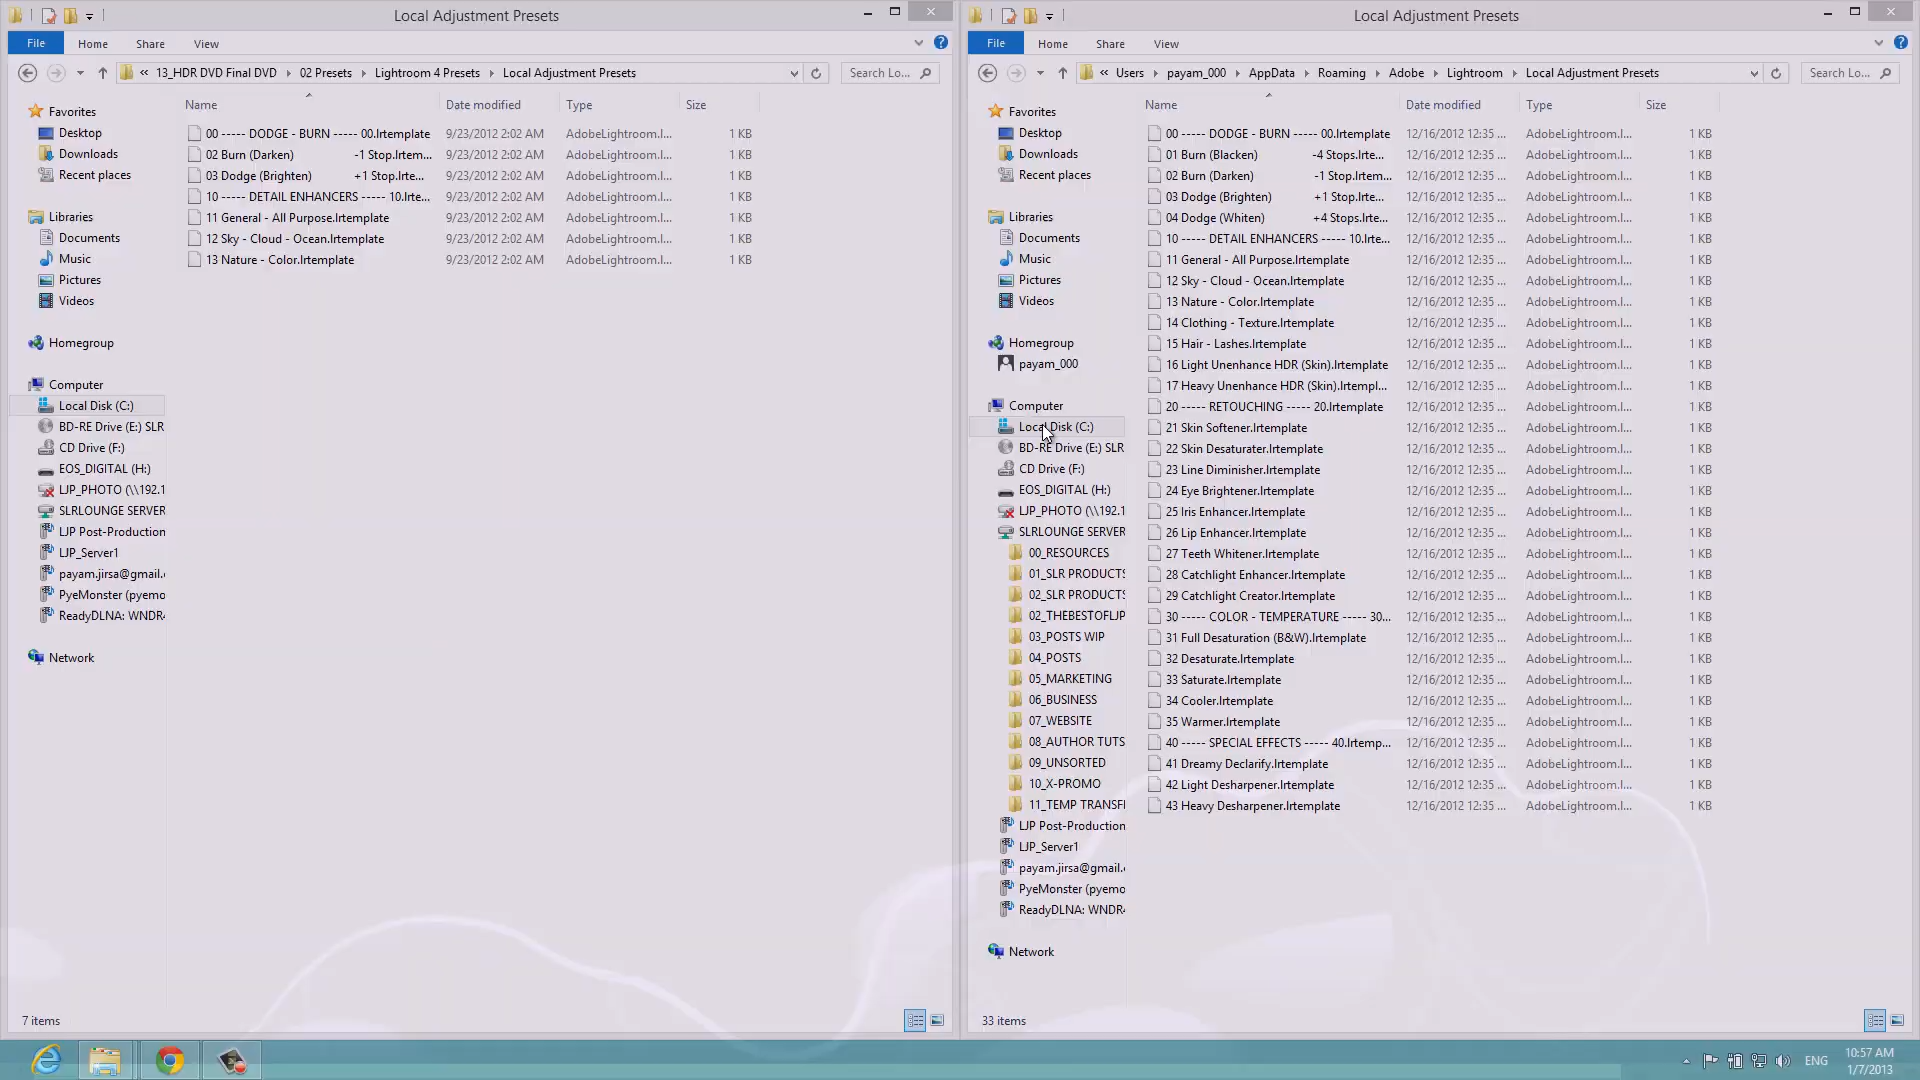 Local Adjustment Presets
File Home Share View
« 13_HDR DVD Final DVD 02 Presets Lightroom 4 Presets Local Adjustment Presets Search Lo...
Name Date modified Type Size
Favorites
Desktop
Downloads
Recent places
Libraries
Documents
Music
Pictures
Videos
Homegroup
Computer
Local Disk (C:)
BD-RE Drive (E:) SLR
CD Drive (F:)
EOS_DIGITAL (H:)
LJP_PHOTO (\\192.1
SLRLOUNGE SERVER
LJP Post-Production
LJP_Server1
payam.jirsa@gmail.
PyeMonster (pyemo
ReadyDLNA: WNDR
Network
00 ----- DODGE - BURN ----- 00.lrtemplate 9/23/2012 2:02 AM AdobeLightroom.l... 1 KB
02 Burn (Darken) -1 Stop.lrtem... 9/23/2012 2:02 AM AdobeLightroom.l... 1 KB
03 Dodge (Brighten) +1 Stop.lrte... 9/23/2012 2:02 AM AdobeLightroom.l... 1 KB
10 ----- DETAIL ENHANCERS ----- 10.lrte... 9/23/2012 2:02 AM AdobeLightroom.l... 1 KB
11 General - All Purpose.lrtemplate 9/23/2012 2:02 AM AdobeLightroom.l... 1 KB
12 Sky - Cloud - Ocean.lrtemplate 9/23/2012 2:02 AM AdobeLightroom.l... 1 KB
13 Nature - Color.lrtemplate 9/23/2012 2:02 AM AdobeLightroom.l... 1 KB
7 items
Local Adjustment Presets
File Home Share View
« Users payam_000 AppData Roaming Adobe Lightroom Local Adjustment Presets Search Lo...
Name Date modified Type Size
Favorites
Desktop
Downloads
Recent places
Libraries
Documents
Music
Pictures
Videos
Homegroup
payam_000
Computer
Local Disk (C:)
BD-RE Drive (E:) SLR
CD Drive (F:)
EOS_DIGITAL (H:)
LJP_PHOTO (\\192.1
SLRLOUNGE SERVER
00_RESOURCES
01_SLR PRODUCTS
02_SLR PRODUCTS
02_THEBESTOFLJP
03_POSTS WIP
04_POSTS
05_MARKETING
06_BUSINESS
07_WEBSITE
08_AUTHOR TUTS
09_UNSORTED
10_X-PROMO
11_TEMP TRANSF
LJP Post-Production
LJP_Server1
payam.jirsa@gmail.
PyeMonster (pyemo
ReadyDLNA: WNDR
Network
00 ----- DODGE - BURN ----- 00.lrtemplate 12/16/2012 12:35 ... AdobeLightroom.l... 1 KB
01 Burn (Blacken) -4 Stops.lrte... 12/16/2012 12:35 ... AdobeLightroom.l... 1 KB
02 Burn (Darken) -1 Stop.lrtem... 12/16/2012 12:35 ... AdobeLightroom.l... 1 KB
03 Dodge (Brighten) +1 Stop.lrte... 12/16/2012 12:35 ... AdobeLightroom.l... 1 KB
04 Dodge (Whiten) +4 Stops.lrte... 12/16/2012 12:35 ... AdobeLightroom.l... 1 KB
10 ----- DETAIL ENHANCERS ----- 10.lrte... 12/16/2012 12:35 ... AdobeLightroom.l... 1 KB
11 General - All Purpose.lrtemplate 12/16/2012 12:35 ... AdobeLightroom.l... 1 KB
12 Sky - Cloud - Ocean.lrtemplate 12/16/2012 12:35 ... AdobeLightroom.l... 1 KB
13 Nature - Color.lrtemplate 12/16/2012 12:35 ... AdobeLightroom.l... 1 KB
14 Clothing - Texture.lrtemplate 12/16/2012 12:35 ... AdobeLightroom.l... 1 KB
15 Hair - Lashes.lrtemplate 12/16/2012 12:35 ... AdobeLightroom.l... 1 KB
16 Light Unenhance HDR (Skin).lrtemplate 12/16/2012 12:35 ... AdobeLightroom.l... 1 KB
17 Heavy Unenhance HDR (Skin).lrtempl... 12/16/2012 12:35 ... AdobeLightroom.l... 1 KB
20 ----- RETOUCHING ----- 20.lrtemplate 12/16/2012 12:35 ... AdobeLightroom.l... 1 KB
21 Skin Softener.lrtemplate 12/16/2012 12:35 ... AdobeLightroom.l... 1 KB
22 Skin Desaturater.lrtemplate 12/16/2012 12:35 ... AdobeLightroom.l... 1 KB
23 Line Diminisher.lrtemplate 12/16/2012 12:35 ... AdobeLightroom.l... 1 KB
24 Eye Brightener.lrtemplate 12/16/2012 12:35 ... AdobeLightroom.l... 1 KB
25 Iris Enhancer.lrtemplate 12/16/2012 12:35 ... AdobeLightroom.l... 1 KB
26 Lip Enhancer.lrtemplate 12/16/2012 12:35 ... AdobeLightroom.l... 1 KB
27 Teeth Whitener.lrtemplate 12/16/2012 12:35 ... AdobeLightroom.l... 1 KB
28 Catchlight Enhancer.lrtemplate 12/16/2012 12:35 ... AdobeLightroom.l... 1 KB
29 Catchlight Creator.lrtemplate 12/16/2012 12:35 ... AdobeLightroom.l... 1 KB
30 ----- COLOR - TEMPERATURE ----- 30... 12/16/2012 12:35 ... AdobeLightroom.l... 1 KB
31 Full Desaturation (B&W).lrtemplate 12/16/2012 12:35 ... AdobeLightroom.l... 1 KB
32 Desaturate.lrtemplate 12/16/2012 12:35 ... AdobeLightroom.l... 1 KB
33 Saturate.lrtemplate 12/16/2012 12:35 ... AdobeLightroom.l... 1 KB
34 Cooler.lrtemplate 12/16/2012 12:35 ... AdobeLightroom.l... 1 KB
35 Warmer.lrtemplate 12/16/2012 12:35 ... AdobeLightroom.l... 1 KB
40 ----- SPECIAL EFFECTS ----- 40.lrtemp... 12/16/2012 12:35 ... AdobeLightroom.l... 1 KB
41 Dreamy Declarify.lrtemplate 12/16/2012 12:35 ... AdobeLightroom.l... 1 KB
42 Light Desharpener.lrtemplate 12/16/2012 12:35 ... AdobeLightroom.l... 1 KB
43 Heavy Desharpener.lrtemplate 12/16/2012 12:35 ... AdobeLightroom.l... 1 KB
33 items
ENG
10:57 AM
1/7/2013